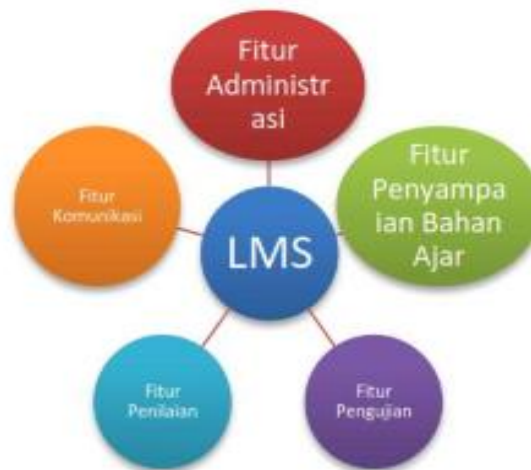 Fitur
Administr
asi
Fitur
Penyampa
ian Bahan
Ajar
Fitur
Komunikasi
LMS
Fitur
Penilaian
Fitur
Pengujian